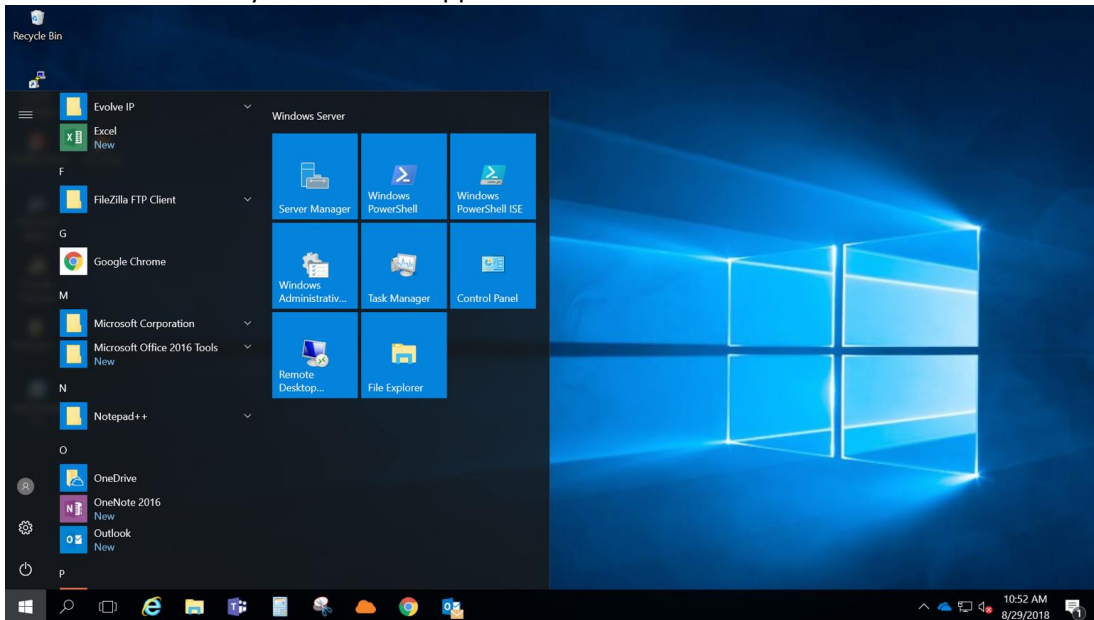 Recycle Bin
Evolve IP
Excel
New
F
FileZilla FTP Client
G
Google Chrome
M
Microsoft Corporation
Microsoft Office 2016 Tools
New
N
Notepad++
O
OneDrive
OneNote 2016
New
Outlook
New
P
Windows Server
Server Manager
Windows
PowerShell
Windows
PowerShell ISE
Windows
Administrativ...
Task Manager
Control Panel
Remote
Desktop...
File Explorer
10:52 AM
8/29/2018
1